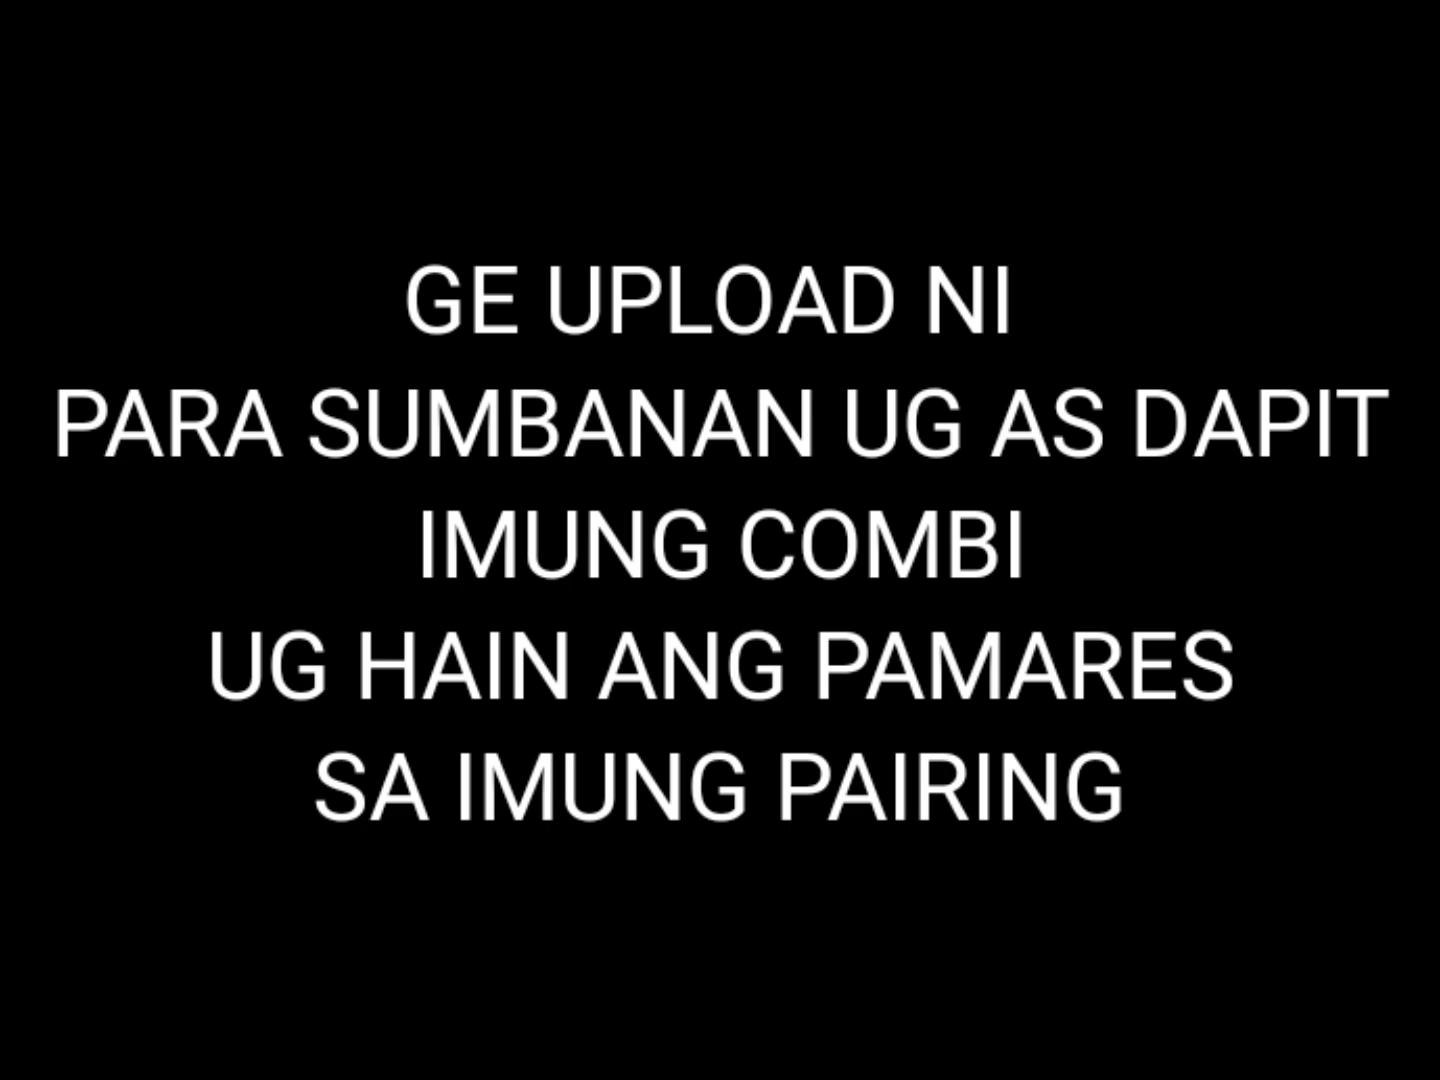 GE UPLOAD NI
PARA SUMBANAN UG AS DAPIT
IMUNG COMBI
UG HAIN ANG PAMARES
SA IMUNG PAIRING